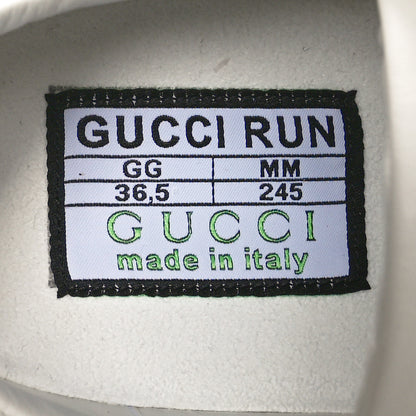 GUCCI RUN
GG MM
36,5 245
GUCCI
made in italy